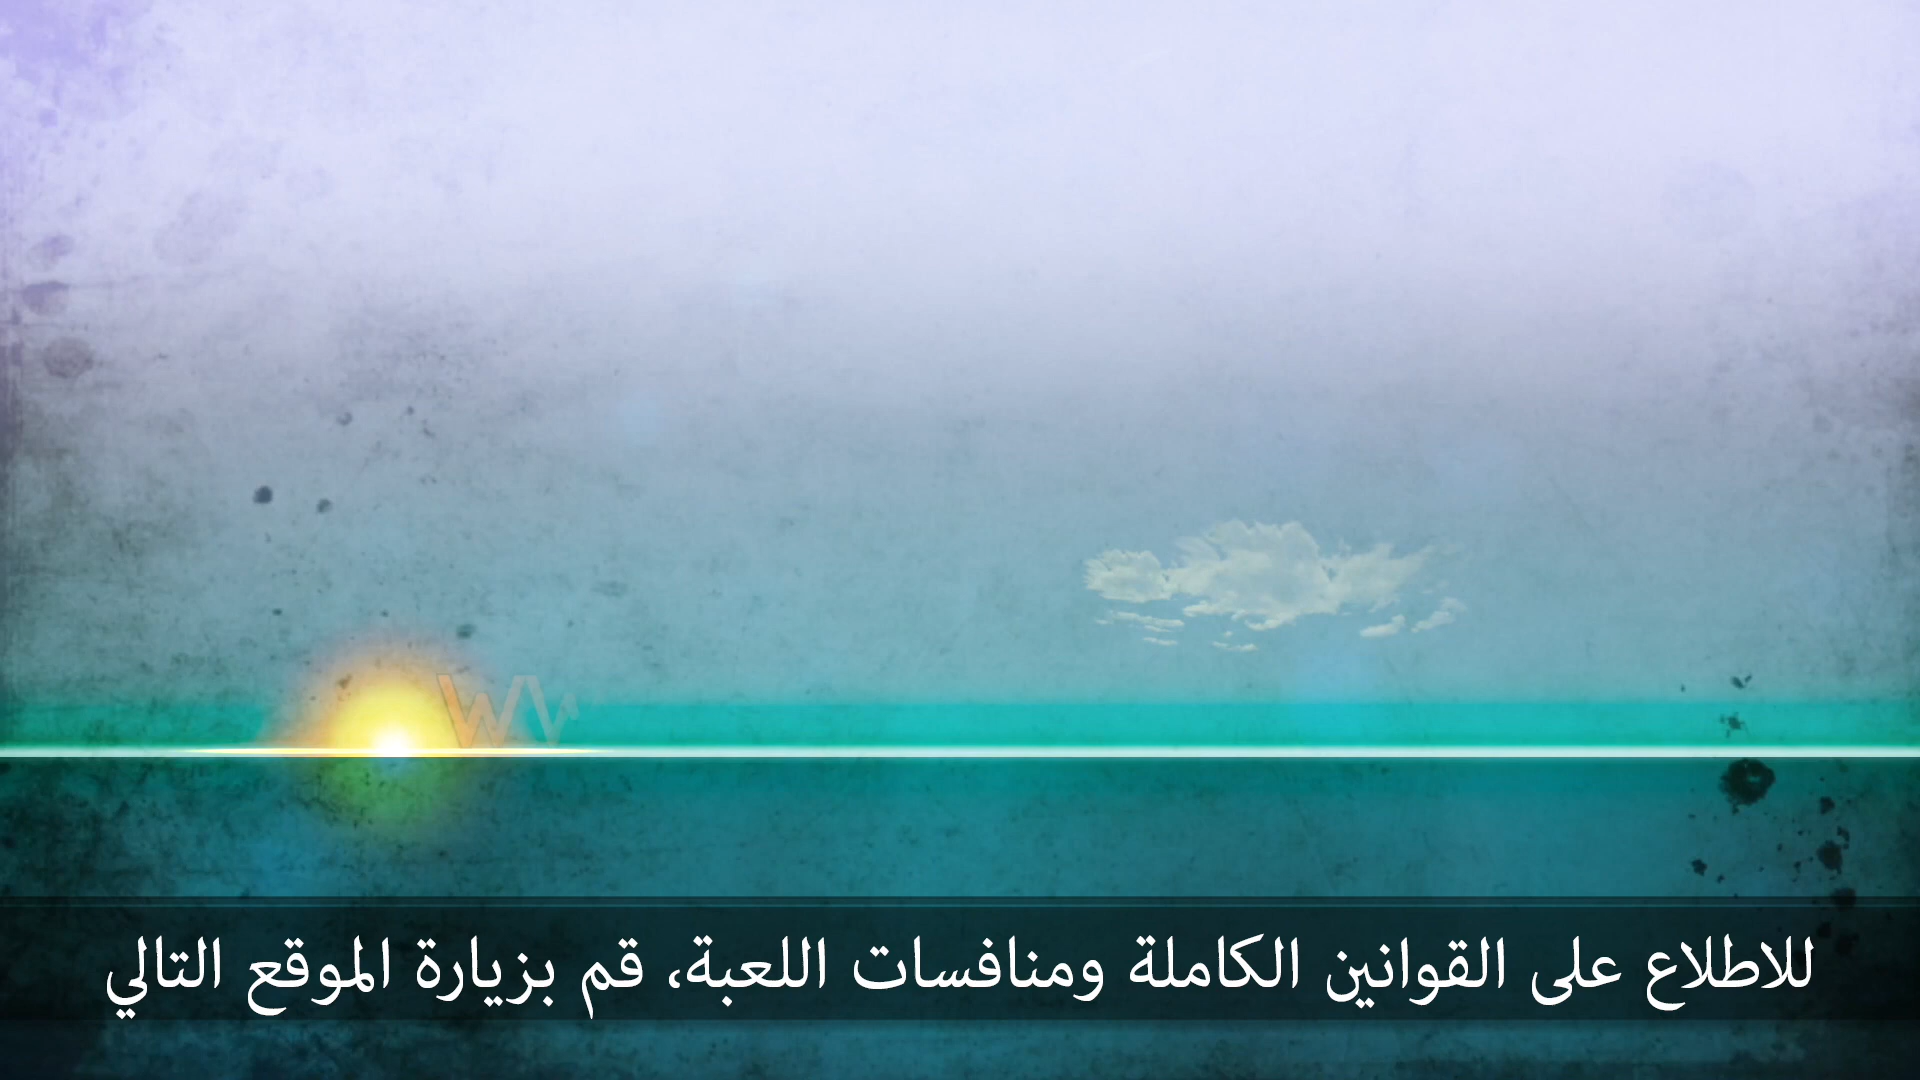 للاطلاع على القوانين الكاملة ومنافسات اللعبة، قم بزيارة الموقع التالي